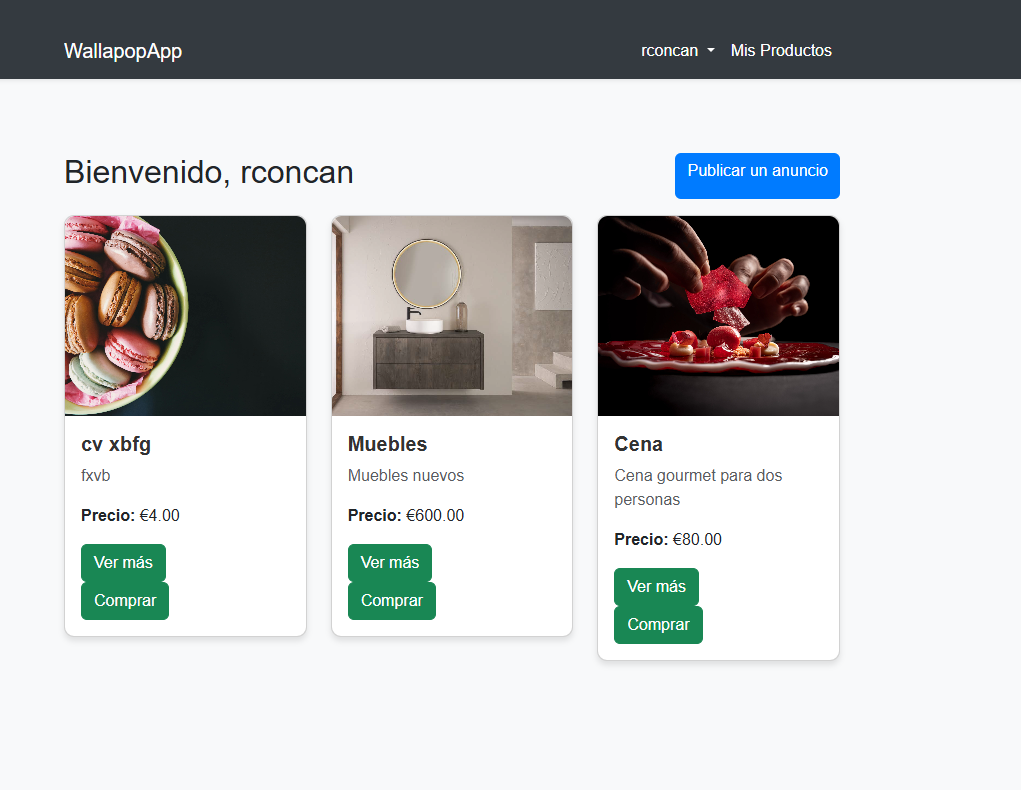 WallapopApp
rconcan
Mis Productos
Bienvenido, rconcan
Publicar un anuncio
cv xbfg
fxvb
Precio: €4.00
Ver más
Comprar
Muebles
Muebles nuevos
Precio: €600.00
Ver más
Comprar
Cena
Cena gourmet para dos
personas
Precio: €80.00
Ver más
Comprar